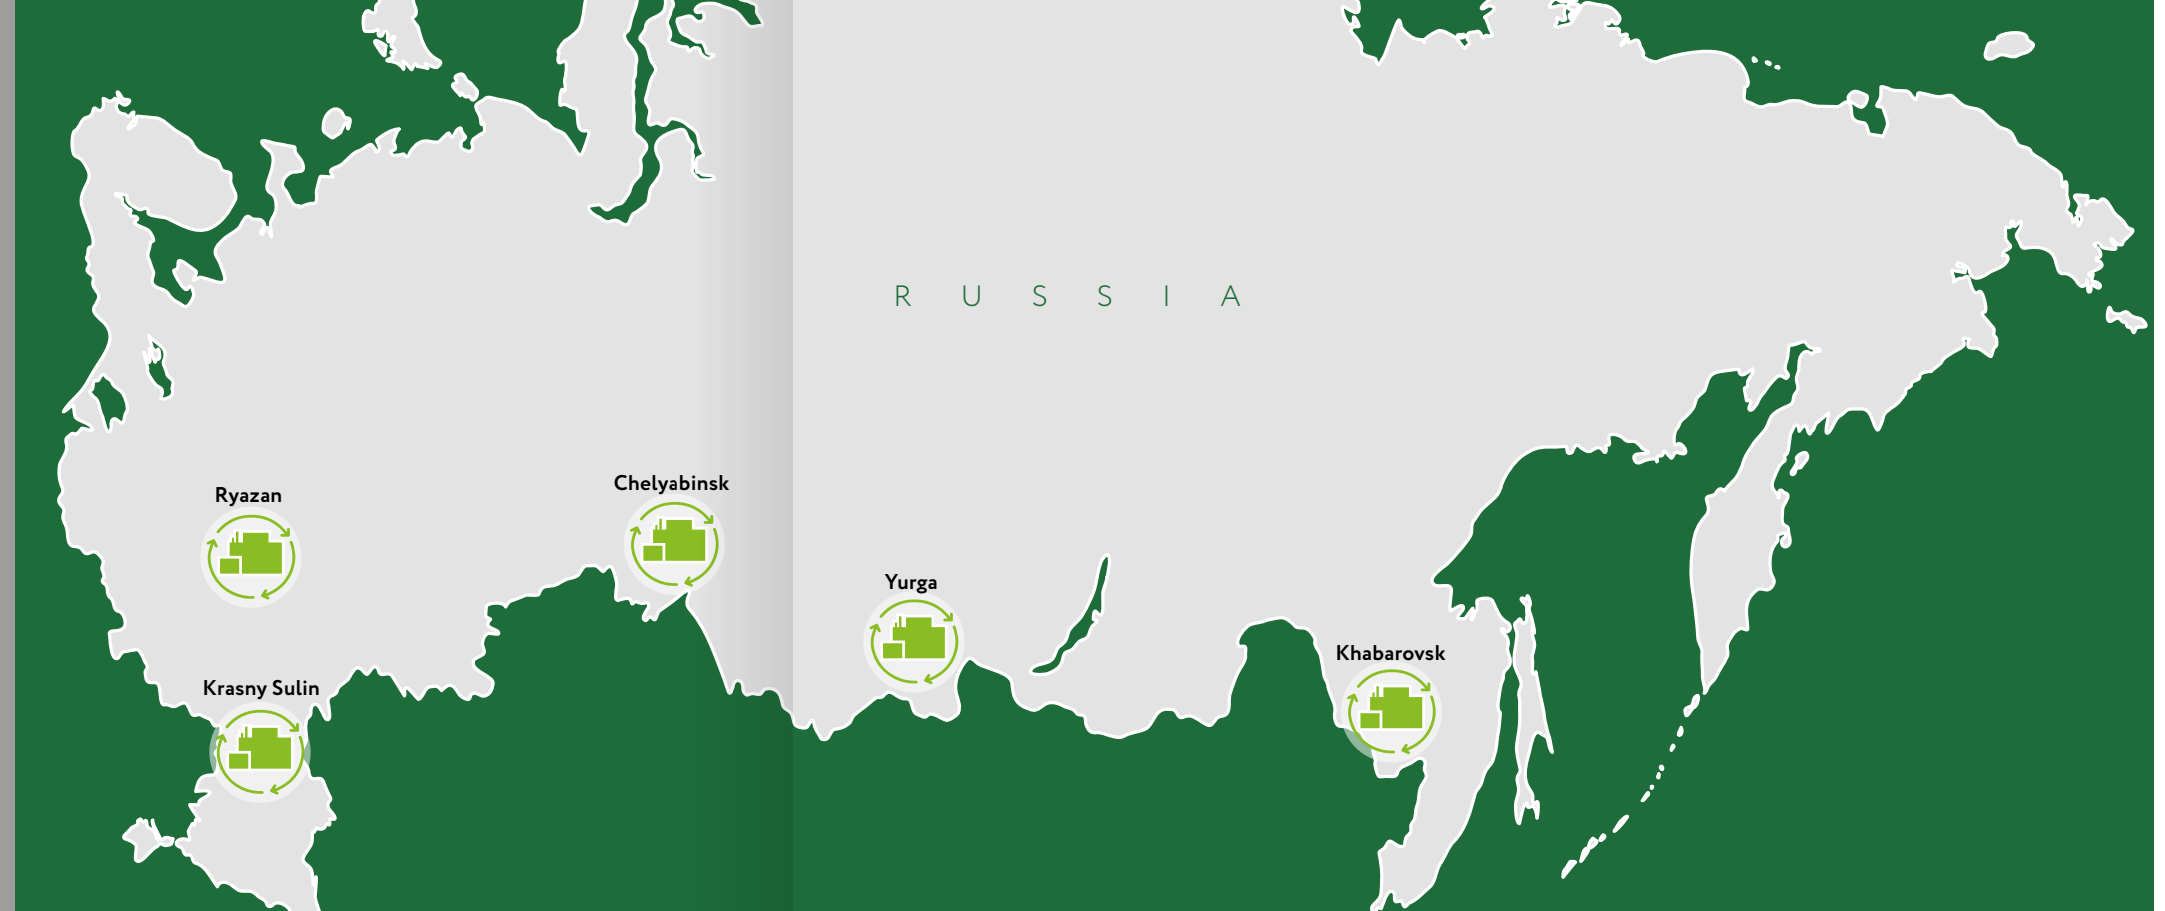 R U S S I A
Chelyabinsk
Ryazan
Yurga
Khabarovsk
Krasny Sulin